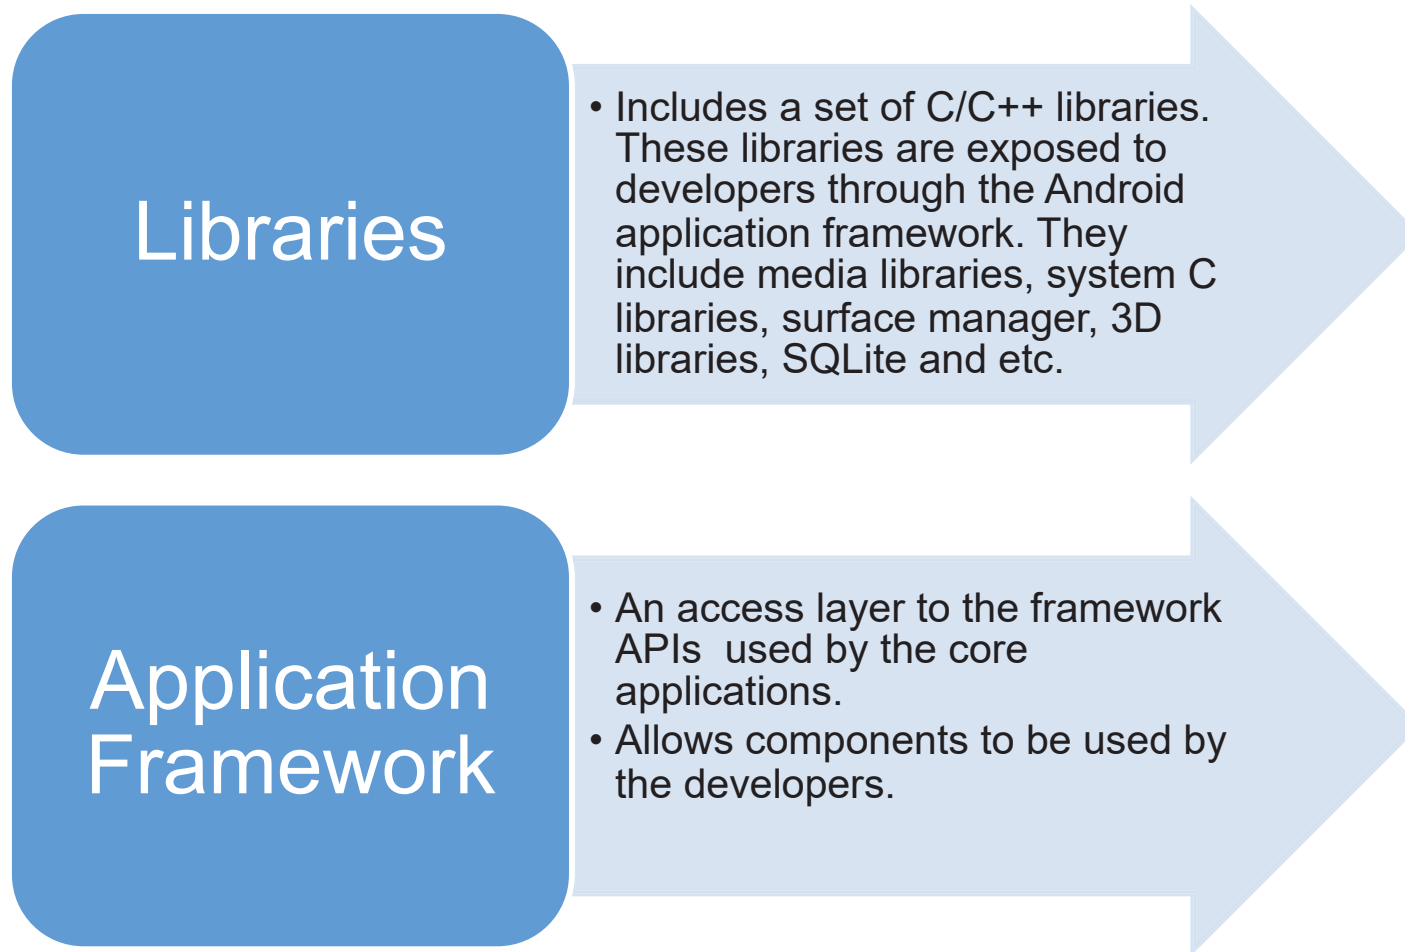 Libraries
• Includes a set of C/C++ libraries.
These libraries are exposed to
developers through the Android
application framework. They
include media libraries, system C
libraries, surface manager, 3D
libraries, SQLite and etc.
Application
Framework
• An access layer to the framework
APIs  used by the core
applications.
• Allows components to be used by
the developers.